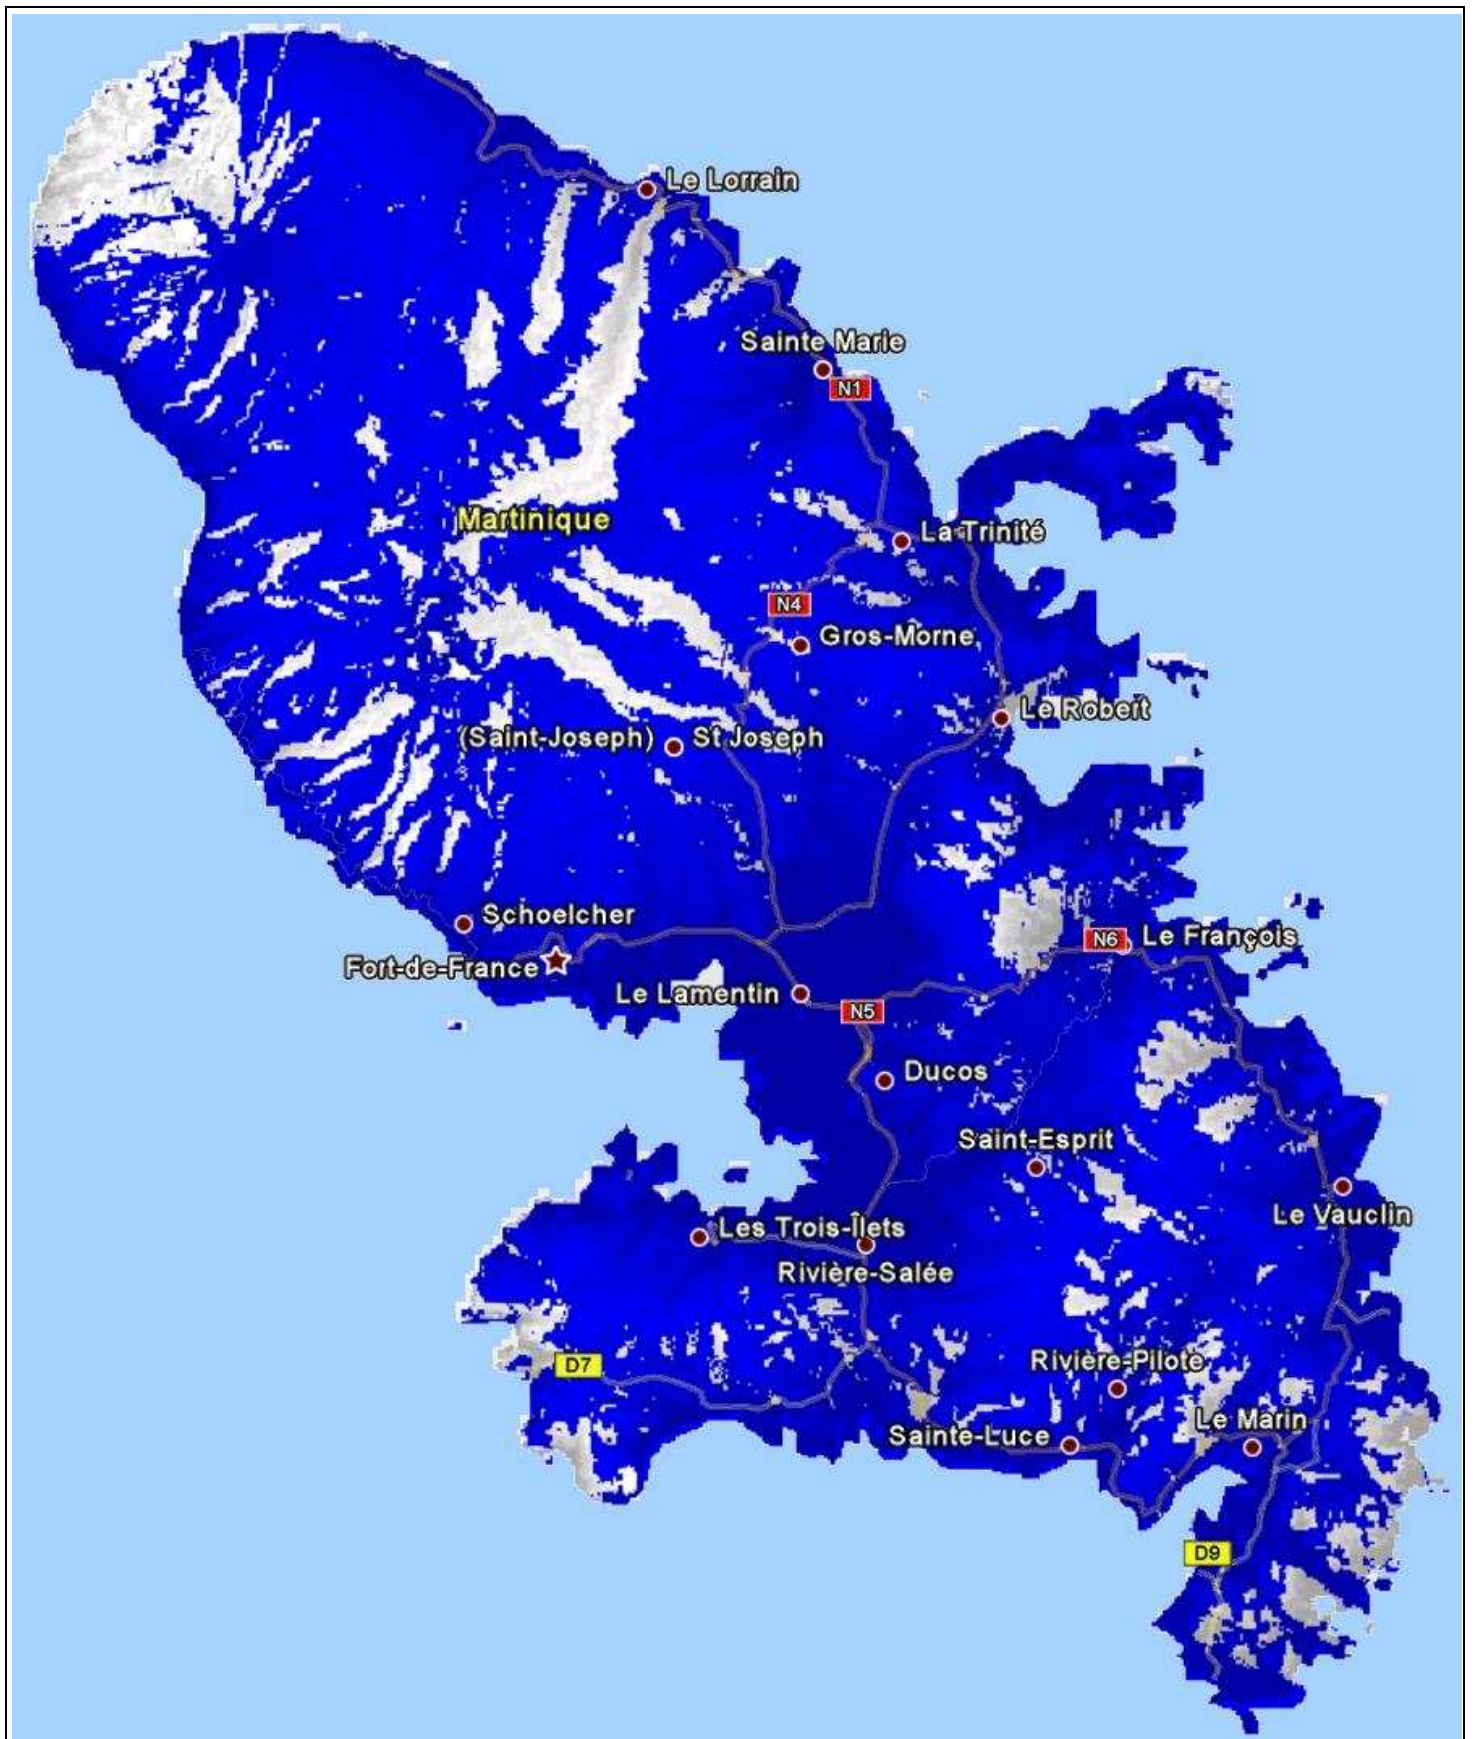 Le Lorrain
Sainte Marie
N1
Martinique
La Trinité
N4
Gros-Morne
Le Robert
(Saint-Joseph) St Joseph
Schoelcher
N6 Le François
Fort-de-France
Le Lamentin
N5
Ducos
Saint-Esprit
Le Vauclin
Les Trois-Îlets
Rivière-Salée
Rivière-Pilote
D7
Le Marin
Sainte-Luce
D9